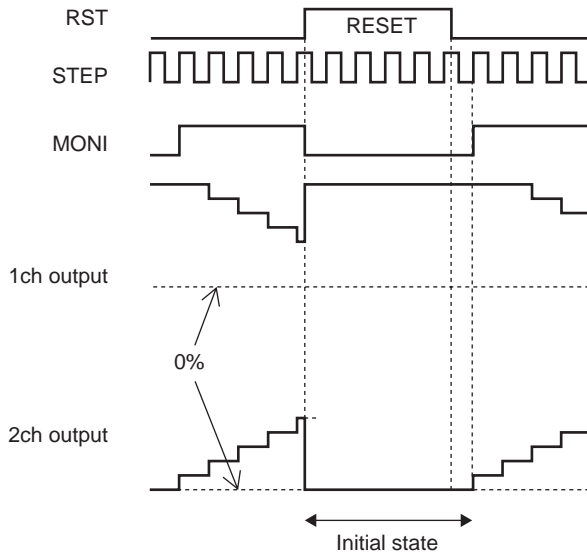 RST
RESET
STEP
MONI
1ch output
0%
2ch output
Initial state